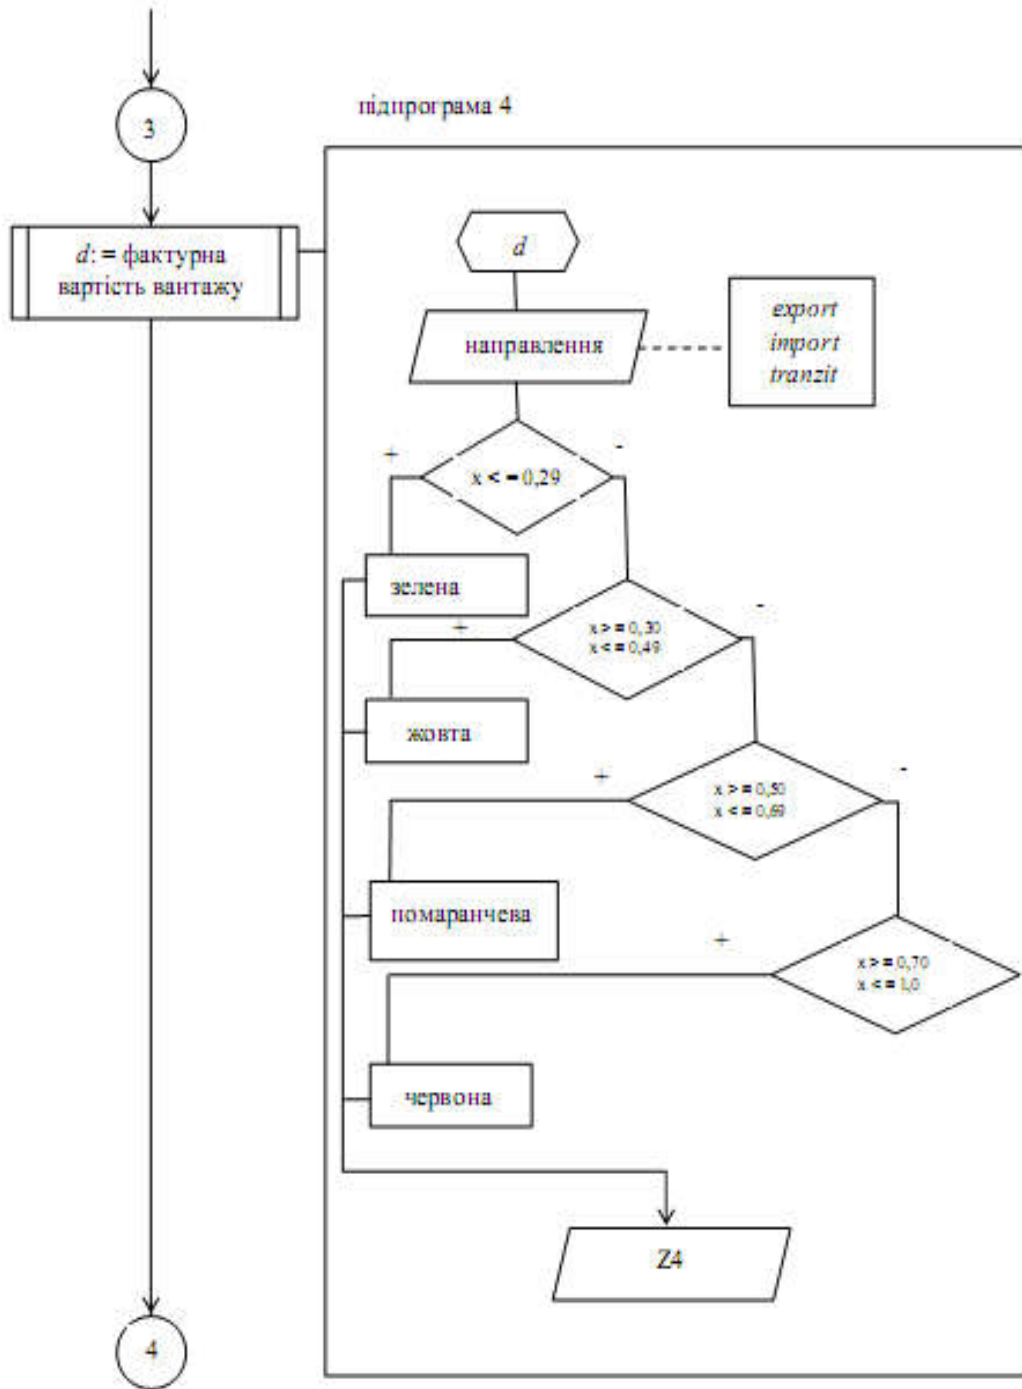 підпрограма 4
3
d
d: = фактурна
вартість вантажу
направлення
export
import
tranzit
+
-
x < = 0,29
зелена
+
-
x > = 0,30
x < = 0,49
жовта
+
-
x > = 0,50
x < = 0,69
помаранчева
+
x > = 0,70
x < = 1,0
червона
Z4
4